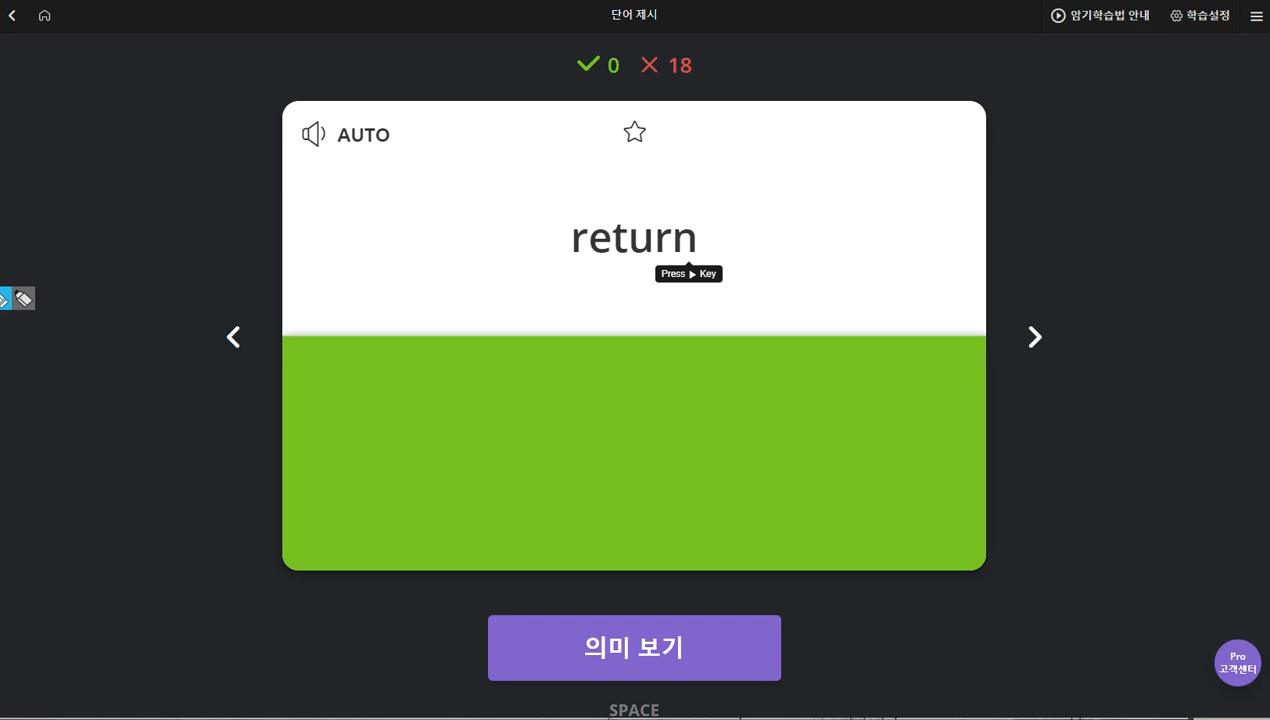 단어 제시
암기학습법 안내
학습설정
0
18
AUTO
return
Press ▶ Key
의미 보기
SPACE
Pro
고객센터